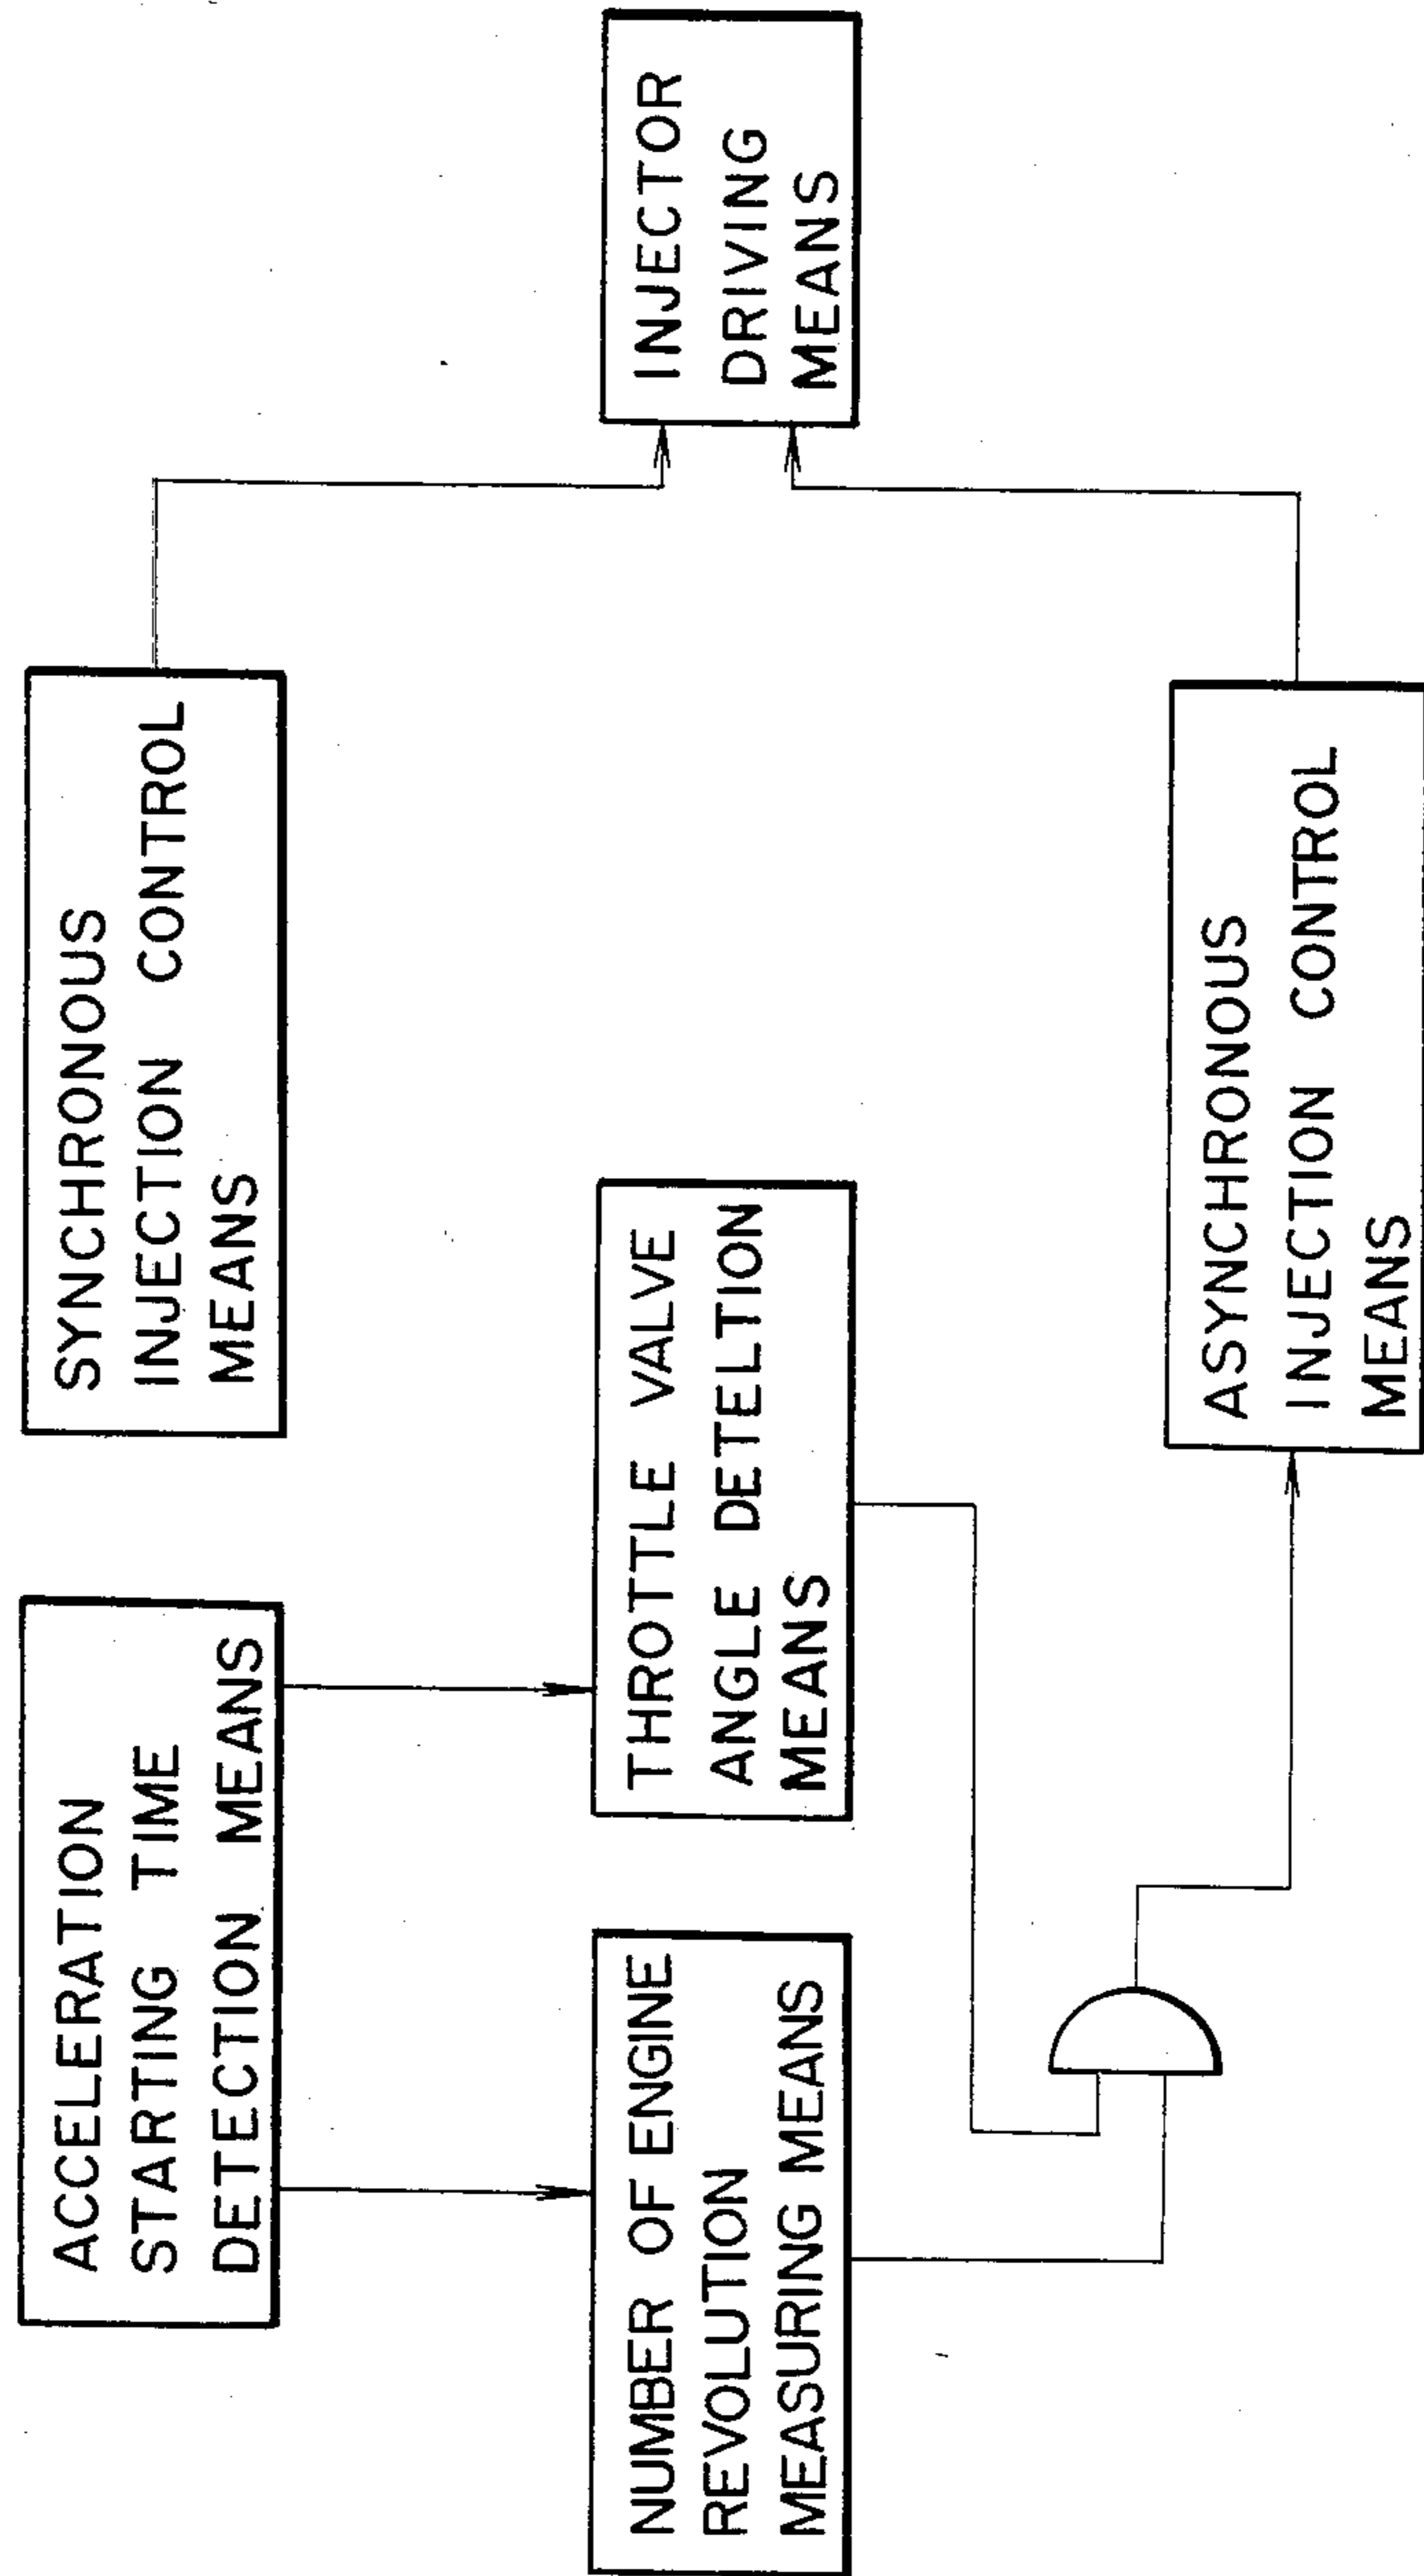 ACCELERATION
STARTING TIME
DETECTION MEANS
SYNCHRONOUS
INJECTION CONTROL
MEANS
NUMBER OF ENGINE
REVOLUTION
MEASURING MEANS
THROTTLE VALVE
ANGLE DETELTION
MEANS
INJECTOR
DRIVING
MEANS
ASYNCHRONOUS
INJECTION CONTROL
MEANS